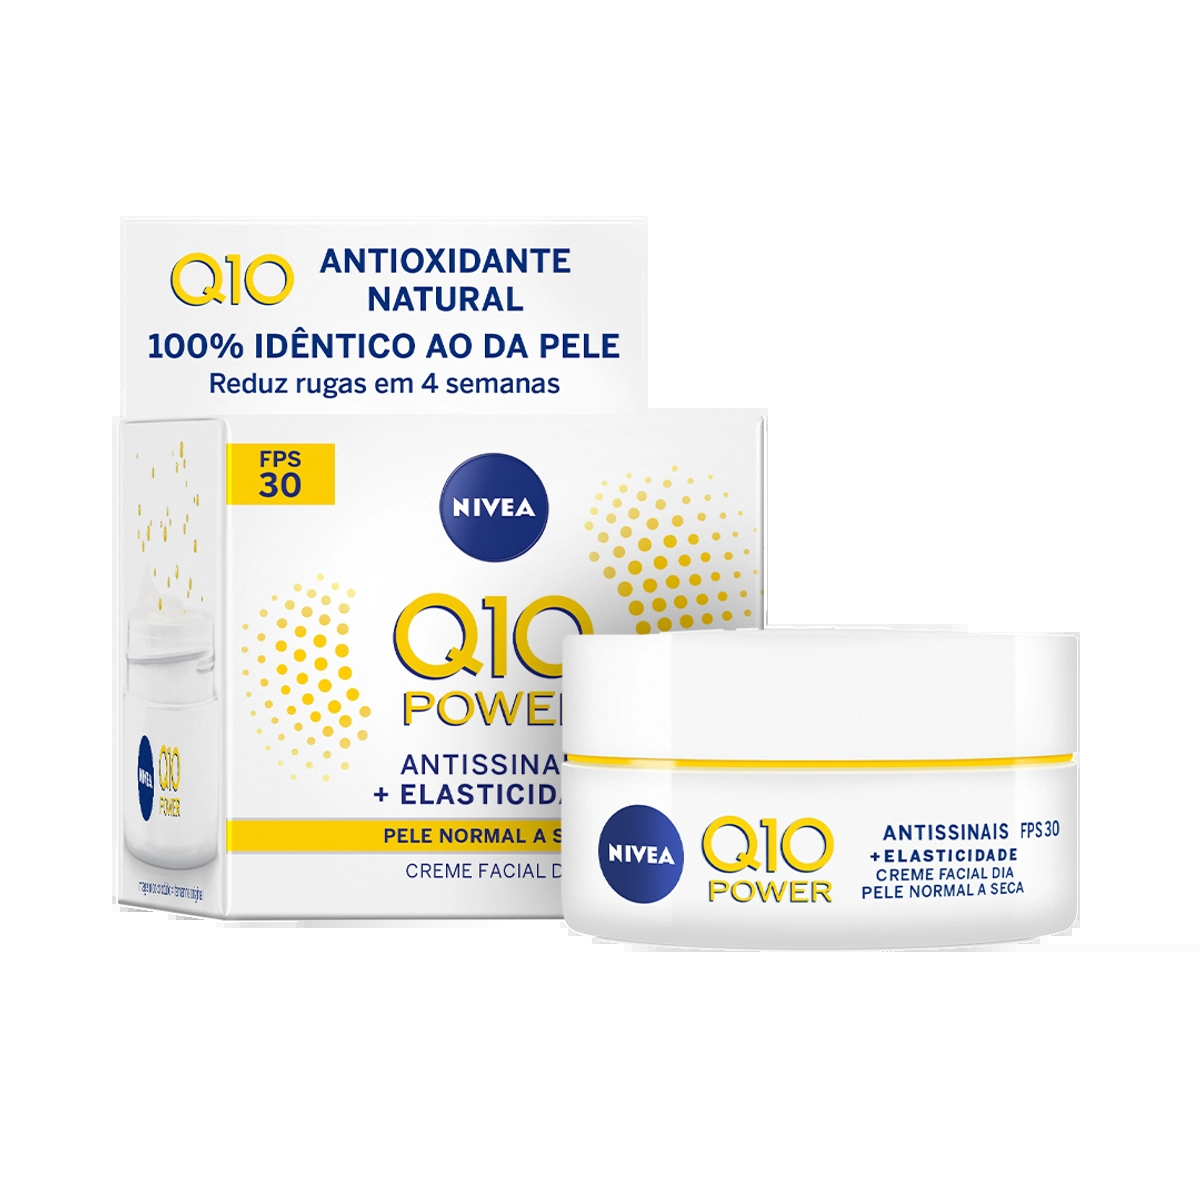 Q10 ANTIOXIDANTE
NATURAL
100% IDÊNTICO AO DA PELE
Reduz rugas em 4 semanas
FPS
30
NIVEA
Q10
POWER
ANTISSINA
+ ELASTICIDA
PELE NORMAL A S
CREME FACIAL D
NIVEA
Q10
POWER
NIVEA
Q10
POWER
ANTISSINAIS FPS 30
+ELASTICIDADE
CREME FACIAL DIA
PELE NORMAL A SECA